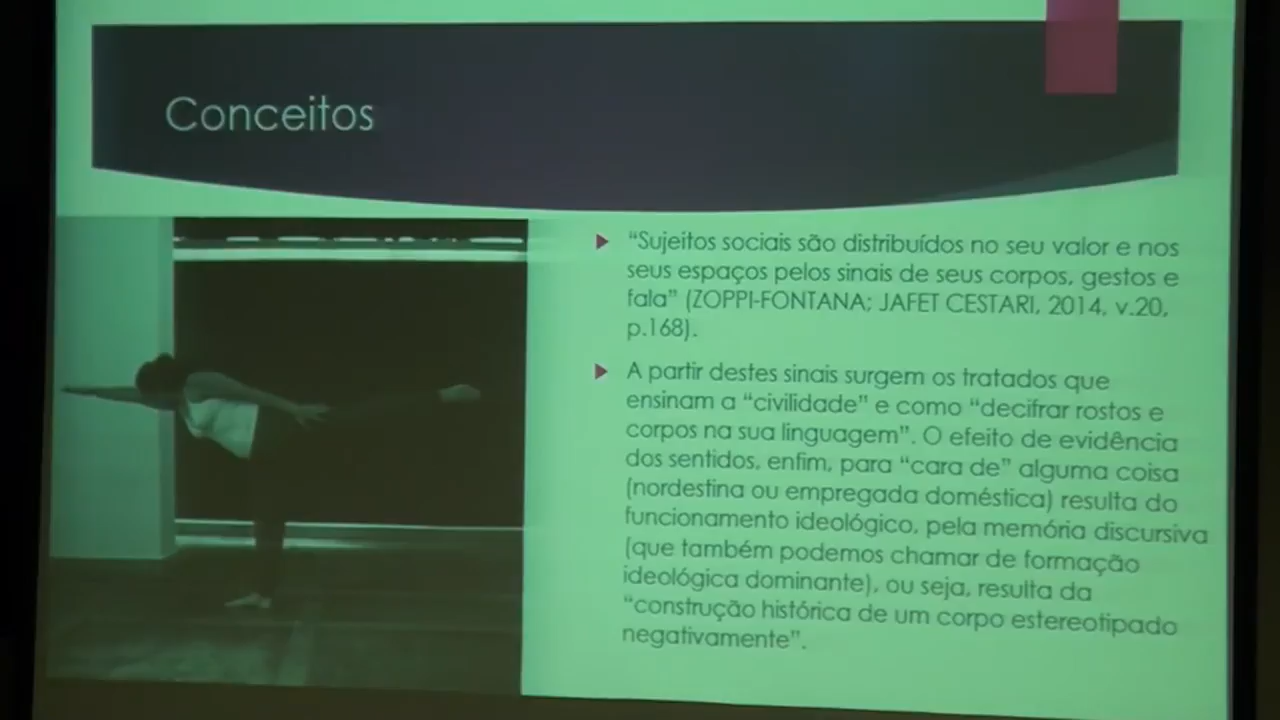 Conceitos
“Sujeitos sociais são distribuídos no seu valor e nos
seus espaços pelos sinais de seus corpos, gestos e
fala” (ZOPPI-FONTANA; JAFET CESTARI, 2014, v.20,
p.168).
A partir destes sinais surgem os tratados que
ensinam a “civilidade” e como “decifrar rostos e
corpos na sua linguagem”. O efeito de evidência
dos sentidos, enfim, para “cara de” alguma coisa
(nordestina ou empregada doméstica) resulta do
funcionamento ideológico, pela memória discursiva
(que também podemos chamar de formação
ideológica dominante), ou seja, resulta da
“construção histórica de um corpo estereotipado
negativamente”.